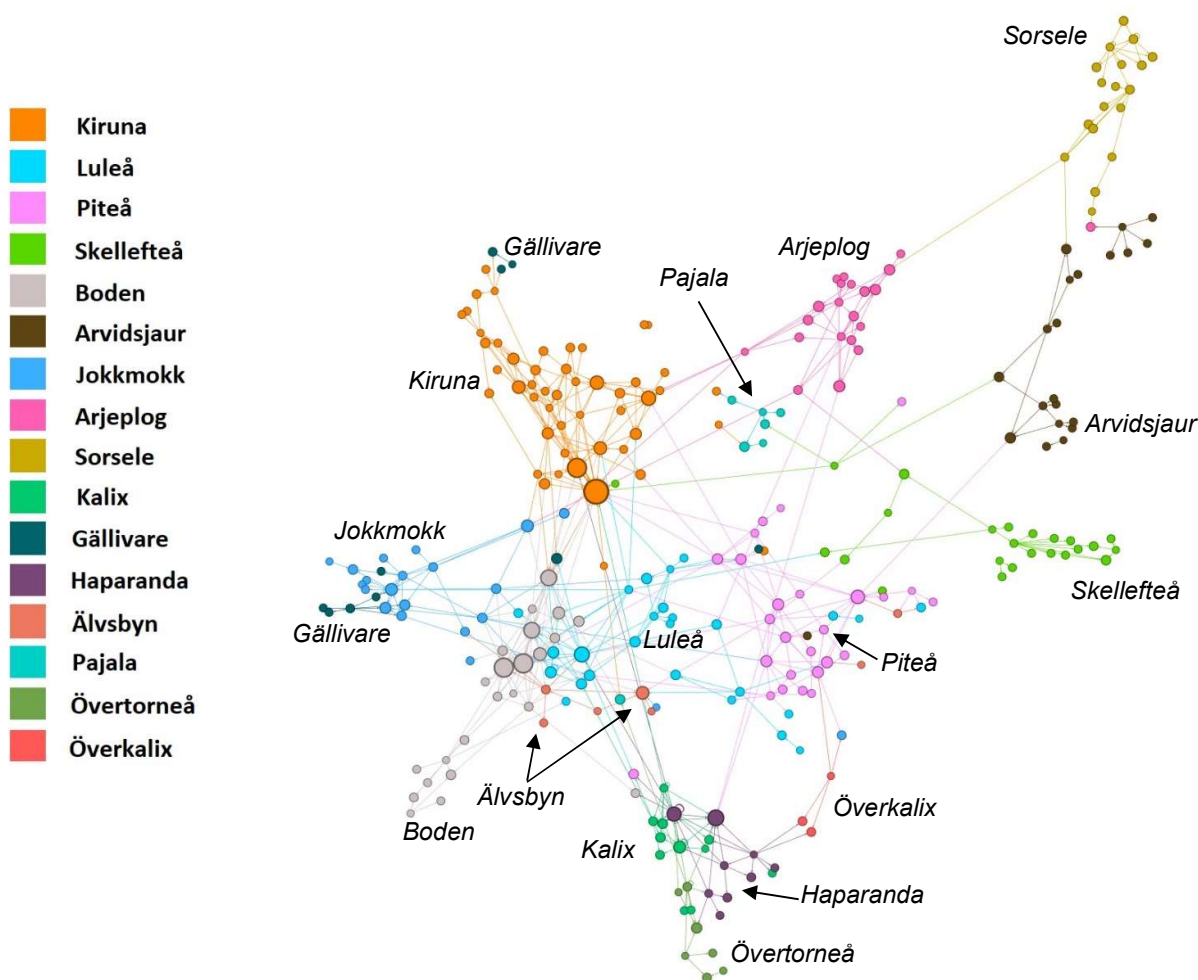 Kiruna
Luleå
Piteå
Skellefteå
Boden
Arvidsjaur
Jokkmokk
Arjeplog
Sorsele
Kalix
Gällivare
Haparanda
Älvsbyn
Pajala
Övertorneå
Överkalix
Sorsele
Gällivare
Arjeplog
Pajala
Kiruna
Arvidsjaur
Jokkmokk
Skellefteå
Gällivare
Luleå
Piteå
Älvsbyn
Överkalix
Boden
Kalix
Haparanda
Övertorneå